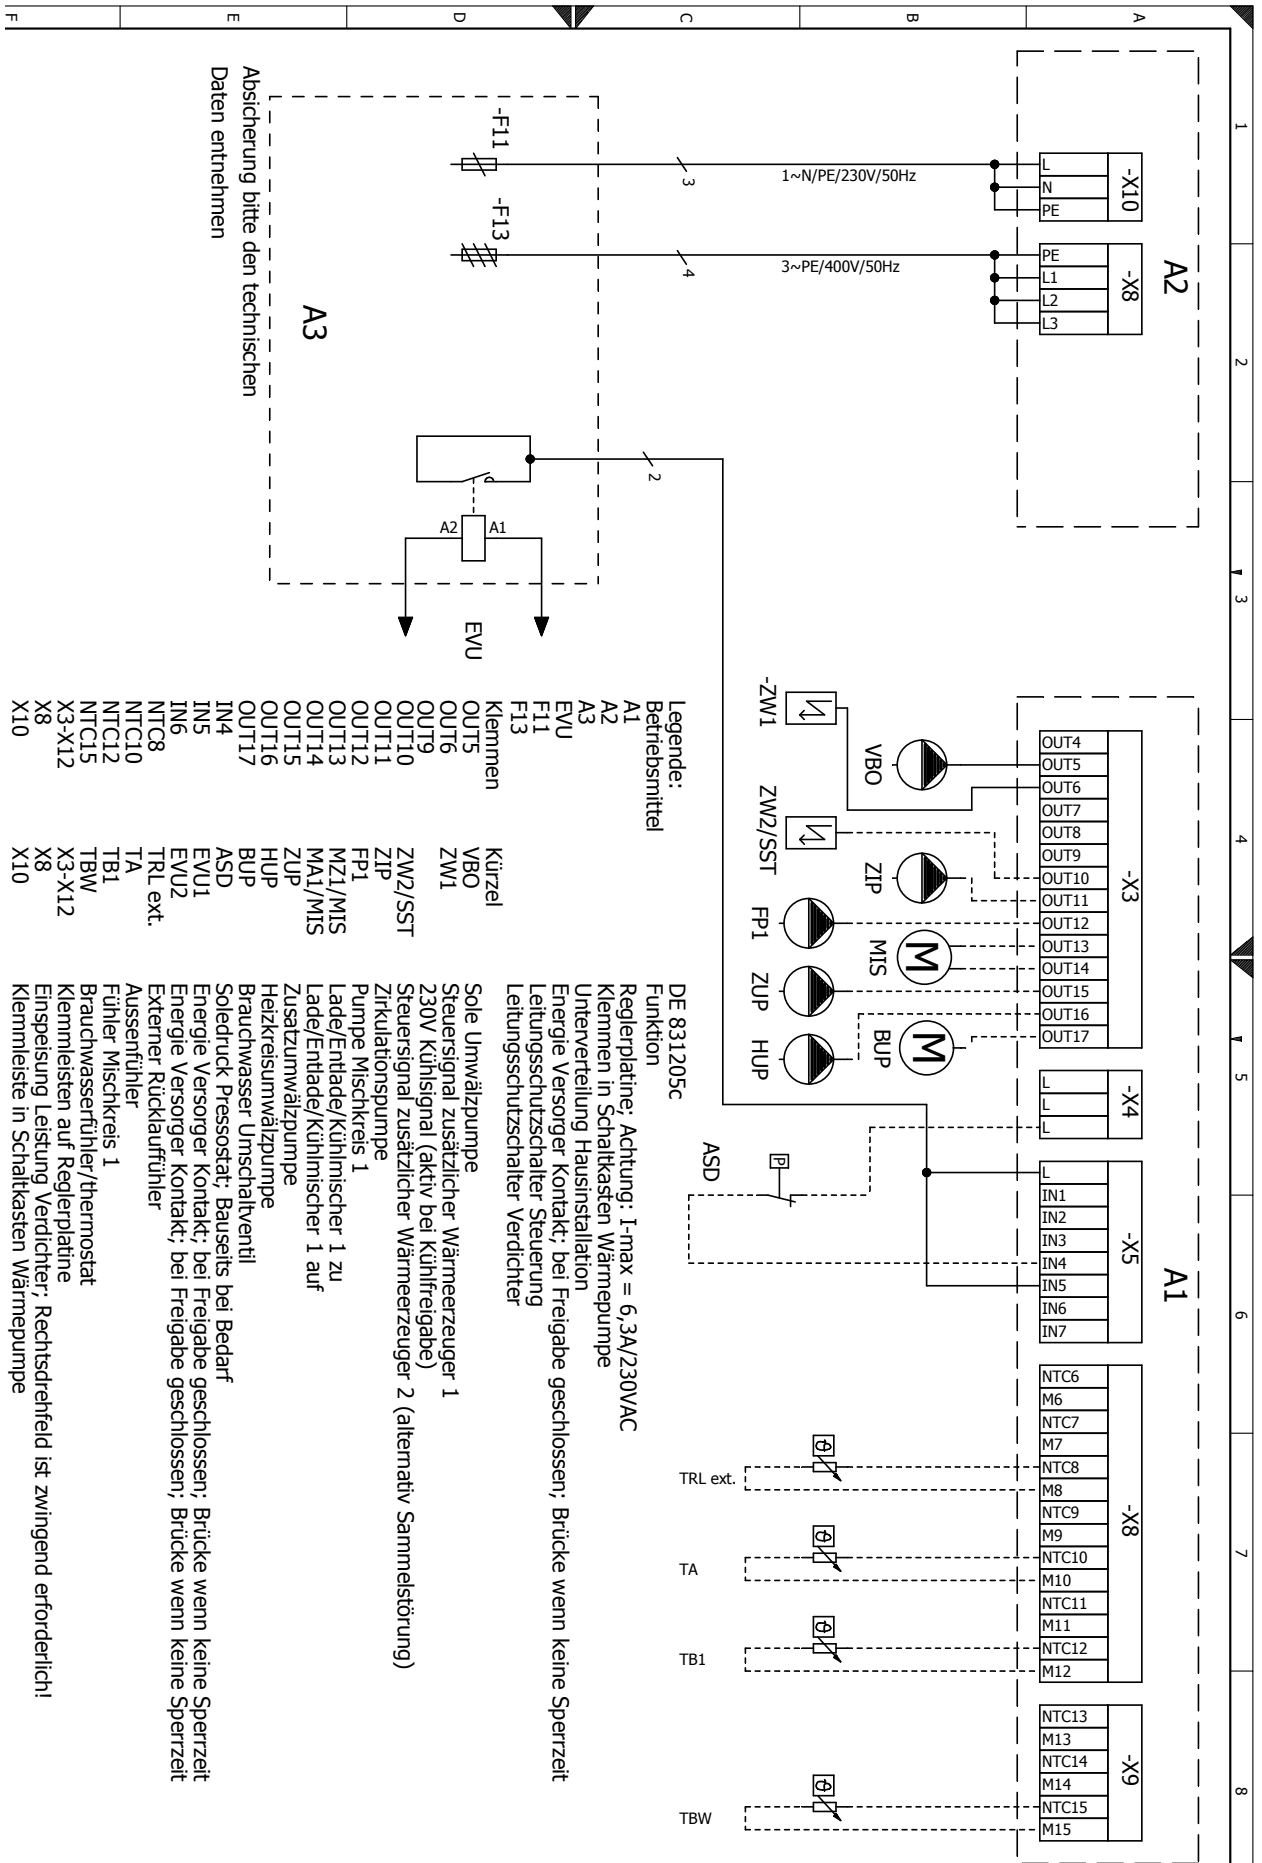 A
B
C
D
E
F
1
2
3
4
5
6
7
8
A2
-X10
L
N
PE
-X8
PE
L1
L2
L3
1~N/PE/230V/50Hz
3~PE/400V/50Hz
3
4
2
-F11
-F13
A3
A2
A1
EVU
Absicherung bitte den technischen
Daten entnehmen
A1
-X3
OUT4
OUT5
OUT6
OUT7
OUT8
OUT9
OUT10
OUT11
OUT12
OUT13
OUT14
OUT15
OUT16
OUT17
-X4
L
L
L
-X5
L
IN1
IN2
IN3
IN4
IN5
IN6
IN7
-X8
NTC6
M6
NTC7
M7
NTC8
M8
NTC9
M9
NTC10
M10
NTC11
M11
NTC12
M12
-X9
NTC13
M13
NTC14
M14
NTC15
M15
-ZW1
VBO
ZW2/SST
ZIP
FP1
M
MIS
ZUP
HUP
M
BUP
P
ASD
TRL ext.
TA
TB1
TBW
Legende: DE 831205c
Betriebsmittel Funktion
A1 Reglerplatine; Achtung: I-max = 6,3A/230VAC
A2 Klemmen in Schaltkasten Wärmepumpe
A3 Unterverteilung Hausinstallation
EVU Energie Versorger Kontakt; bei Freigabe geschlossen; Brücke wenn keine Sperrzeit
F11 Leitungsschutzschalter Steuerung
F13 Leitungsschutzschalter Verdichter
Klemmen Kürzel
OUT5 VBO Sole Umwälzpumpe
OUT6 ZW1 Steuersignal zusätzlicher Wärmeerzeuger 1
OUT9 230V Kühlsignal (aktiv bei Kühlfreigabe)
OUT10 ZW2/SST Steuersignal zusätzlicher Wärmeerzeuger 2 (alternativ Sammelstörung)
OUT11 ZIP Zirkulationspumpe
OUT12 FP1 Pumpe Mischkreis 1
OUT13 MZ1/MIS Lade/Entlade/Kühlmischer 1 zu
OUT14 MA1/MIS Lade/Entlade/Kühlmischer 1 auf
OUT15 ZUP Zusatzumwälzpumpe
OUT16 HUP Heizkreisumwälzpumpe
OUT17 BUP Brauchwasser Umschaltventil
IN4 ASD Soledruck Pressostat; Bauseits bei Bedarf
IN5 EVU1 Energie Versorger Kontakt; bei Freigabe geschlossen; Brücke wenn keine Sperrzeit
IN6 EVU2 Energie Versorger Kontakt; bei Freigabe geschlossen; Brücke wenn keine Sperrzeit
NTC8 TRL ext. Externer Rücklauffühler
NTC10 TA Aussenfühler
NTC12 TB1 Fühler Mischkreis 1
NTC15 TBW Brauchwasserfühler/thermostat
X3-X12 X3-X12 Klemmleisten auf Reglerplatine
X8 X8 Einspeisung Leistung Verdichter; Rechtsdrehfeld ist zwingend erforderlich!
X10 X10 Klemmleiste in Schaltkasten Wärmepumpe